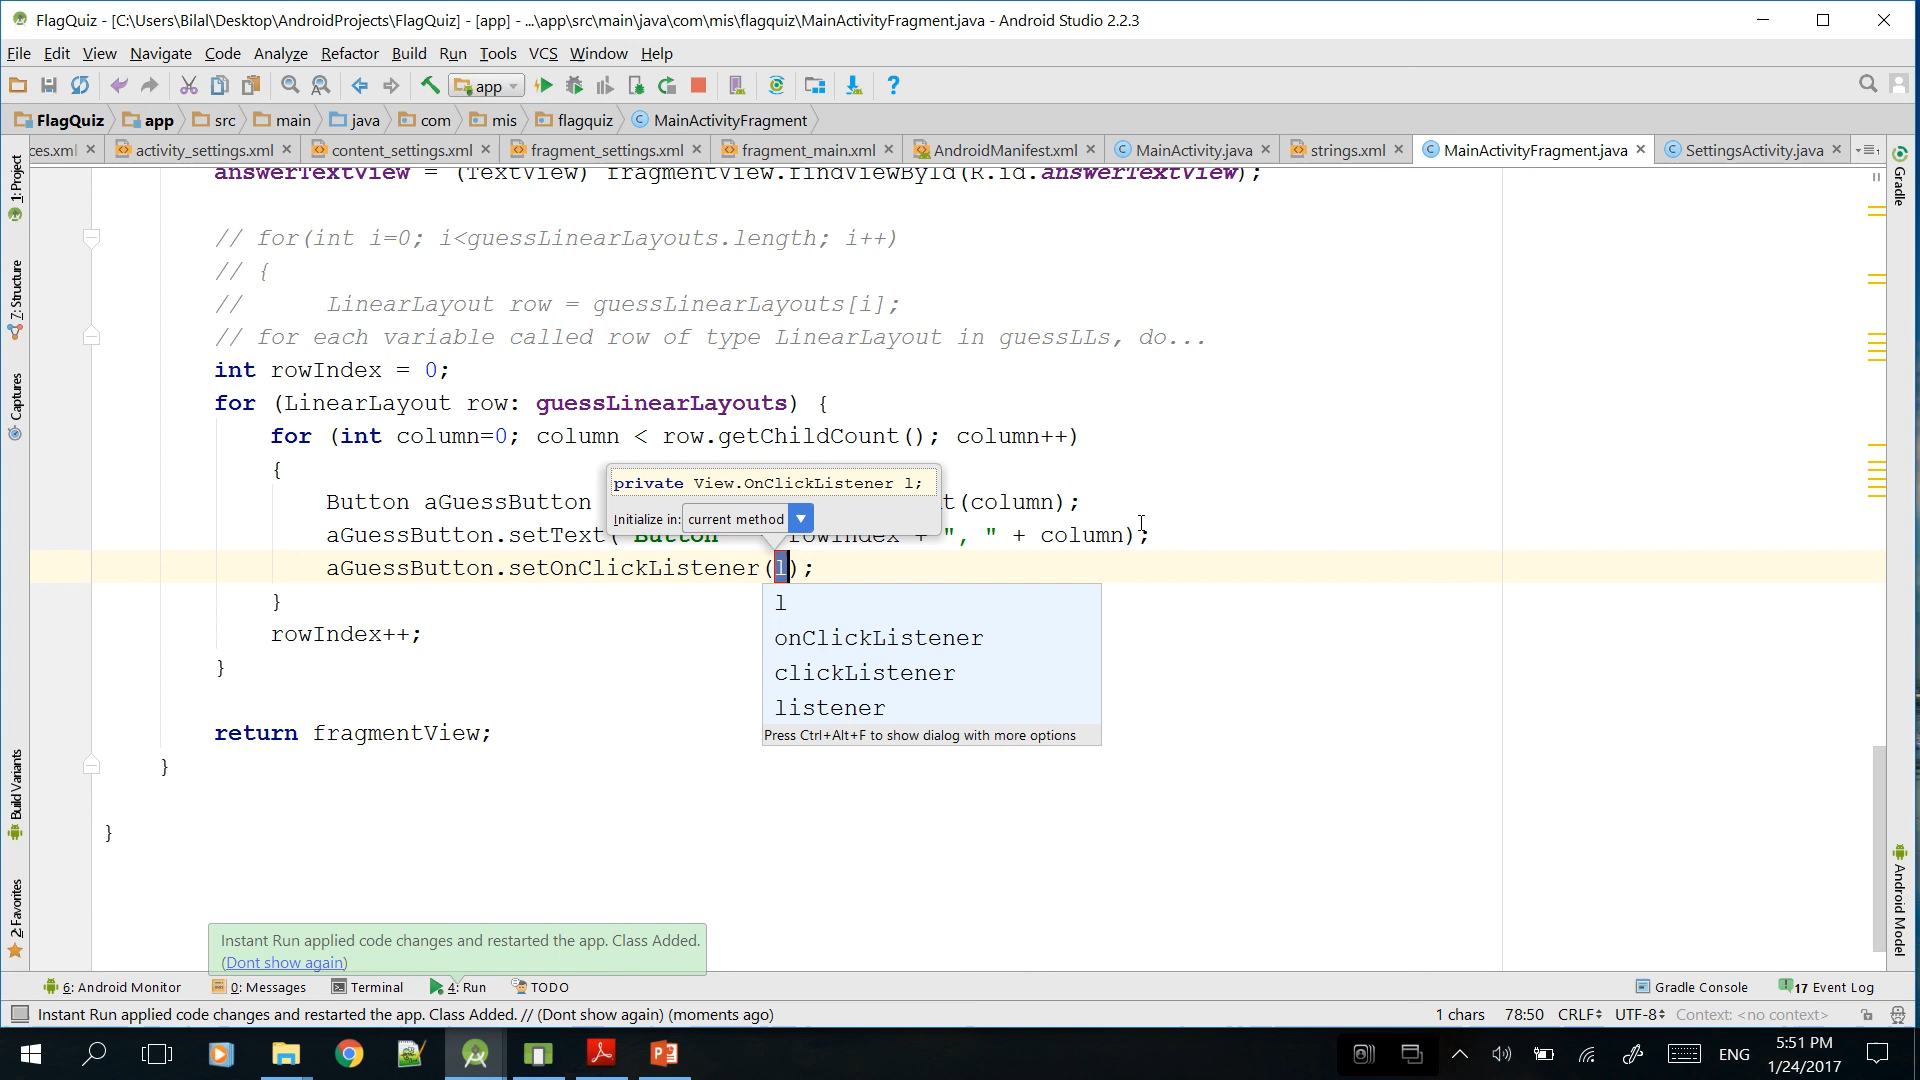 FlagQuiz - [C:\Users\Bilal\Desktop\AndroidProjects\FlagQuiz] - [app] - ...\app\src\main\java\com\mis\flagquiz\MainActivityFragment.java - Android Studio 2.2.3
File Edit View Navigate Code Analyze Refactor Build Run Tools VCS Window Help
app
FlagQuiz app src main java com mis flagquiz MainActivityFragment
ces.xml activity_settings.xml content_settings.xml fragment_settings.xml fragment_main.xml AndroidManifest.xml MainActivity.java strings.xml MainActivityFragment.java SettingsActivity.java
answerTextView = (TextView) fragmentView.findViewById(R.id.answerTextView);
// for(int i=0; i<guessLinearLayouts.length; i++)
// {
// LinearLayout row = guessLinearLayouts[i];
// for each variable called row of type LinearLayout in guessLLs, do...
int rowIndex = 0;
for (LinearLayout row: guessLinearLayouts) {
for (int column=0; column < row.getChildCount(); column++)
{
private View.OnClickListener l;
Button aGuessButton t(column);
Initialize in: current method
aGuessButton.setText("Button rowIndex + ", " + column);
aGuessButton.setOnClickListener(l);
}
l
rowIndex++;
onClickListener
}
clickListener
listener
return fragmentView;
Press Ctrl+Alt+F to show dialog with more options
}
}
1: Project
7: Structure
Captures
Build Variants
2: Favorites
Gradle
Android Model
Instant Run applied code changes and restarted the app. Class Added.
(Dont show again)
6: Android Monitor 0: Messages Terminal 4: Run TODO Gradle Console 17 Event Log
Instant Run applied code changes and restarted the app. Class Added. // (Dont show again) (moments ago) 1 chars 78:50 CRLF UTF-8 Context: <no context>
ENG 5:51 PM
1/24/2017